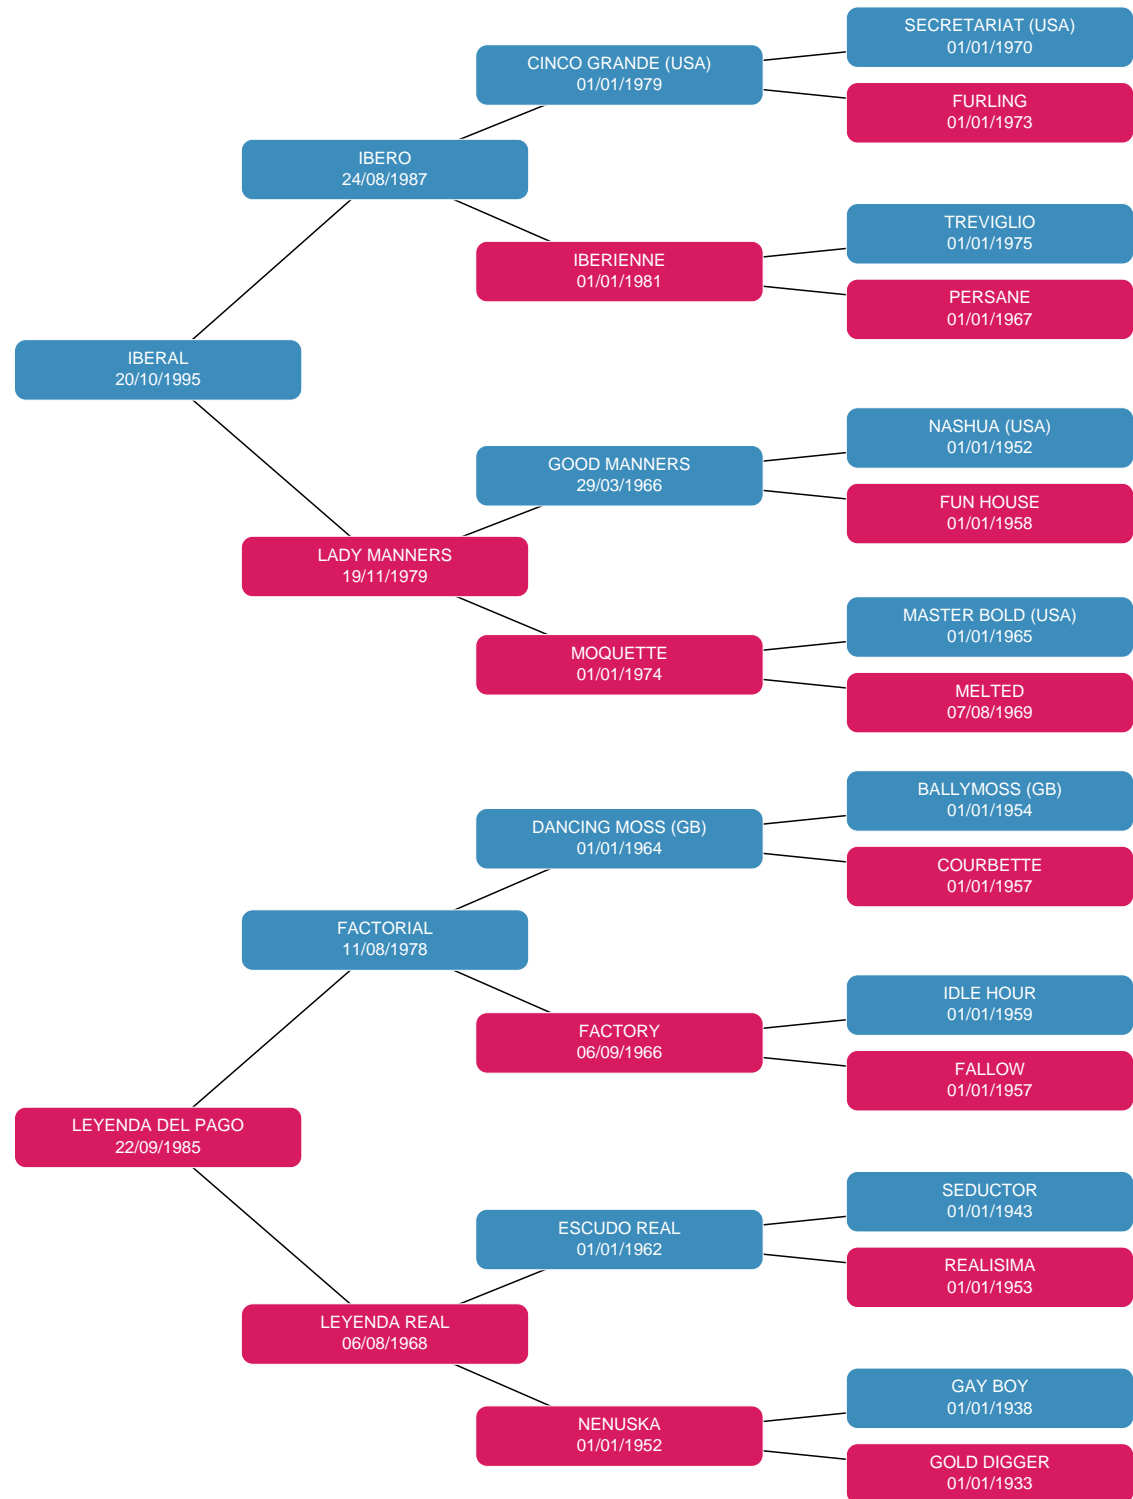 SECRETARIAT (USA)
01/01/1970
CINCO GRANDE (USA)
01/01/1979
FURLING
01/01/1973
IBERO
24/08/1987
TREVIGLIO
01/01/1975
IBERIENNE
01/01/1981
PERSANE
01/01/1967
IBERAL
20/10/1995
NASHUA (USA)
01/01/1952
GOOD MANNERS
29/03/1966
FUN HOUSE
01/01/1958
LADY MANNERS
19/11/1979
MASTER BOLD (USA)
01/01/1965
MOQUETTE
01/01/1974
MELTED
07/08/1969
BALLYMOSS (GB)
01/01/1954
DANCING MOSS (GB)
01/01/1964
COURBETTE
01/01/1957
FACTORIAL
11/08/1978
IDLE HOUR
01/01/1959
FACTORY
06/09/1966
FALLOW
01/01/1957
LEYENDA DEL PAGO
22/09/1985
SEDUCTOR
01/01/1943
ESCUDO REAL
01/01/1962
REALISIMA
01/01/1953
LEYENDA REAL
06/08/1968
GAY BOY
01/01/1938
NENUSKA
01/01/1952
GOLD DIGGER
01/01/1933